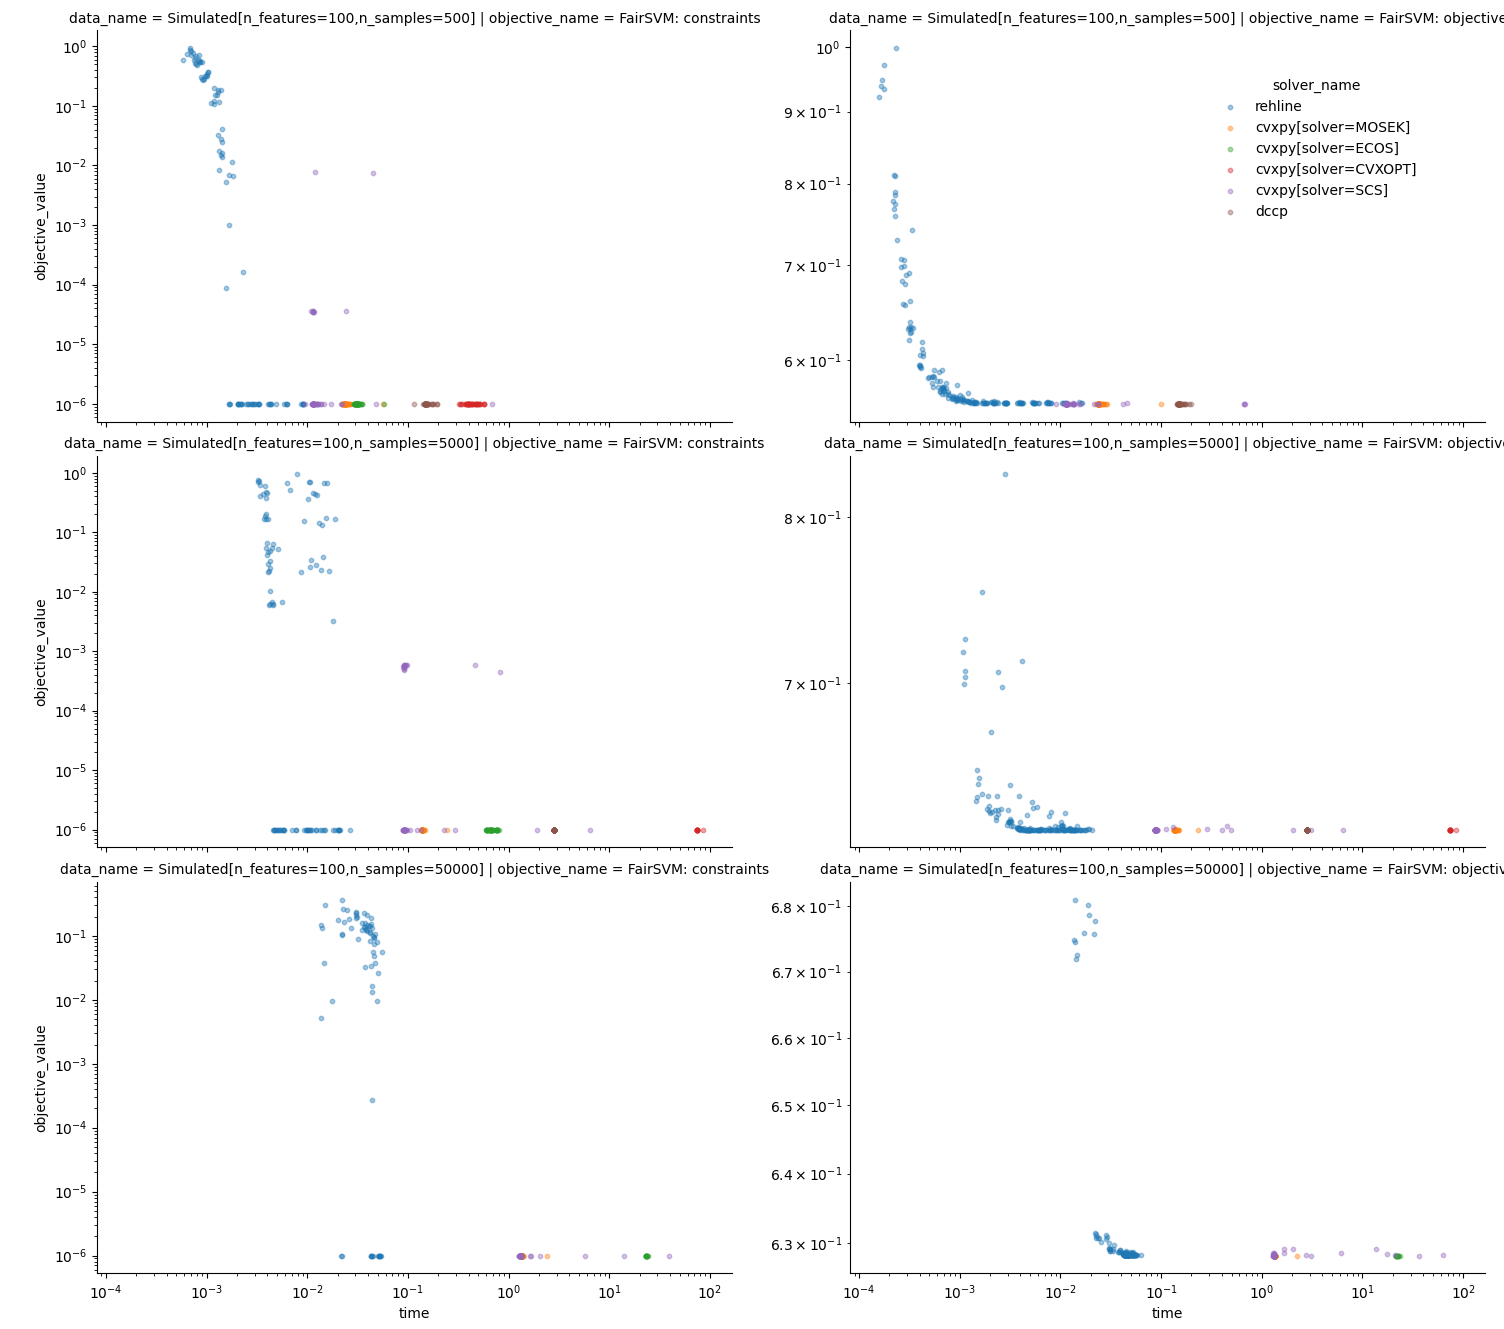 data_name = Simulated[n_features=100,n_samples=500] | objective_name = FairSVM: constraints
objective_value
10⁰
10⁻¹
10⁻²
10⁻³
10⁻⁴
10⁻⁵
10⁻⁶
data_name = Simulated[n_features=100,n_samples=500] | objective_name = FairSVM: objective
10⁰
9 × 10⁻¹
8 × 10⁻¹
7 × 10⁻¹
6 × 10⁻¹
solver_name
rehline
cvxpy[solver=MOSEK]
cvxpy[solver=ECOS]
cvxpy[solver=CVXOPT]
cvxpy[solver=SCS]
dccp
data_name = Simulated[n_features=100,n_samples=5000] | objective_name = FairSVM: constraints
objective_value
10⁰
10⁻¹
10⁻²
10⁻³
10⁻⁴
10⁻⁵
10⁻⁶
data_name = Simulated[n_features=100,n_samples=5000] | objective_name = FairSVM: objective
8 × 10⁻¹
7 × 10⁻¹
data_name = Simulated[n_features=100,n_samples=50000] | objective_name = FairSVM: constraints
objective_value
10⁻¹
10⁻²
10⁻³
10⁻⁴
10⁻⁵
10⁻⁶
10⁻⁴ 10⁻³ 10⁻² 10⁻¹ 10⁰ 10¹ 10²
time
data_name = Simulated[n_features=100,n_samples=50000] | objective_name = FairSVM: objectiv
6.8 × 10⁻¹
6.7 × 10⁻¹
6.6 × 10⁻¹
6.5 × 10⁻¹
6.4 × 10⁻¹
6.3 × 10⁻¹
10⁻⁴ 10⁻³ 10⁻² 10⁻¹ 10⁰ 10¹ 10²
time